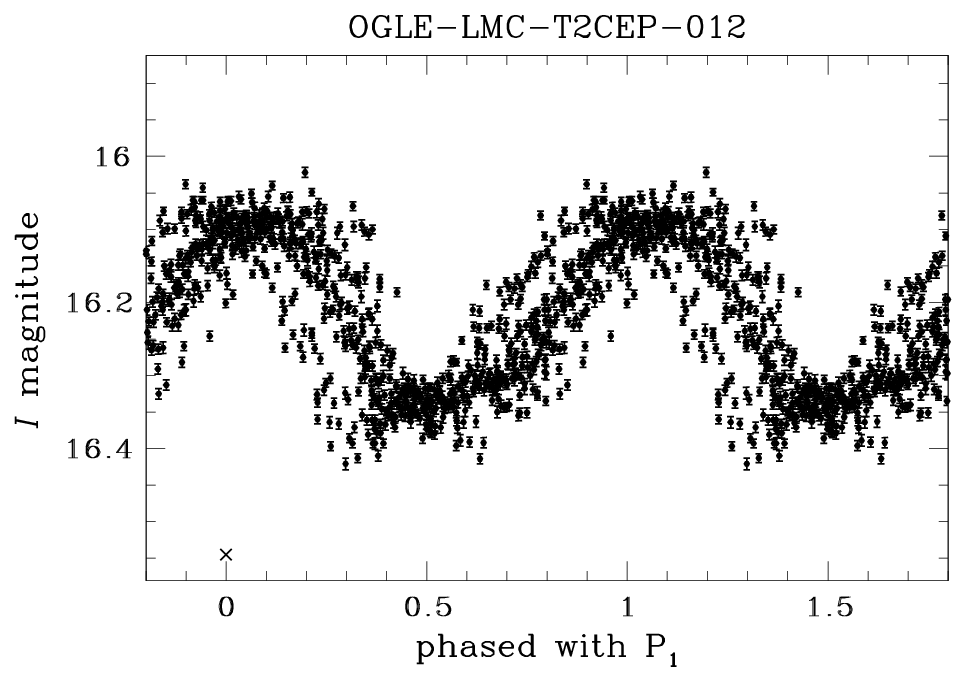 OGLE-LMC-T2CEP-012
I magnitude
16
16.2
16.4
0 0.5 1 1.5
phased with P₁